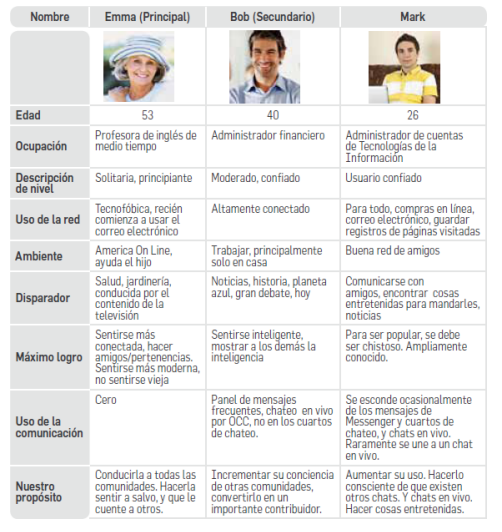 Nombre
Emma (Principal)
Bob (Secundario)
Mark
Edad
53
40
26
Ocupación
Profesora de inglés de
medio tiempo
Administrador financiero
Administrador de cuentas
de Tecnologías de la
Información
Descripción
de nivel
Solitaria, principiante
Moderado, confiado
Usuario confiado
Uso de la red
Tecnofóbica, recién
comienza a usar el
correo electrónico
Altamente conectado
Para todo, compras en línea,
correo electrónico, guardar
registros de páginas visitadas
Ambiente
America On Line,
ayuda el hijo
Trabajar, principalmente
solo en casa
Buena red de amigos
Disparador
Salud, jardinería,
conducida por el
contenido de la
televisión
Noticias, historia, planeta
azul, gran debate, hoy
Comunicarse con
amigos, encontrar cosas
entretenidas para mandarles,
noticias
Máximo logro
Sentirse más
conectada, hacer
amigos/pertenencias.
Sentirse más moderna,
no sentirse vieja
Sentirse inteligente,
mostrar a los demás la
inteligencia
Para ser popular, se debe
ser chistoso. Ampliamente
conocido.
Uso de la
comunicación
Cero
Panel de mensajes
frecuentes, chateo en vivo
por OCC, no en los cuartos
de chateo.
Se esconde ocasionalmente
de los mensajes de
Messenger y cuartos de
chateo, y chats en vivo.
Raramente se une a un chat
en vivo.
Nuestro
propósito
Conducirla a todas las
comunidades. Hacerla
sentir a salvo, y que le
cuente a otros.
Incrementar su conciencia
de otras comunidades,
convertirlo en un
importante contribuidor.
Aumentar su uso. Hacerlo
consciente de que existen
otros chats. Y chats en vivo.
Hacer cosas entretenidas.